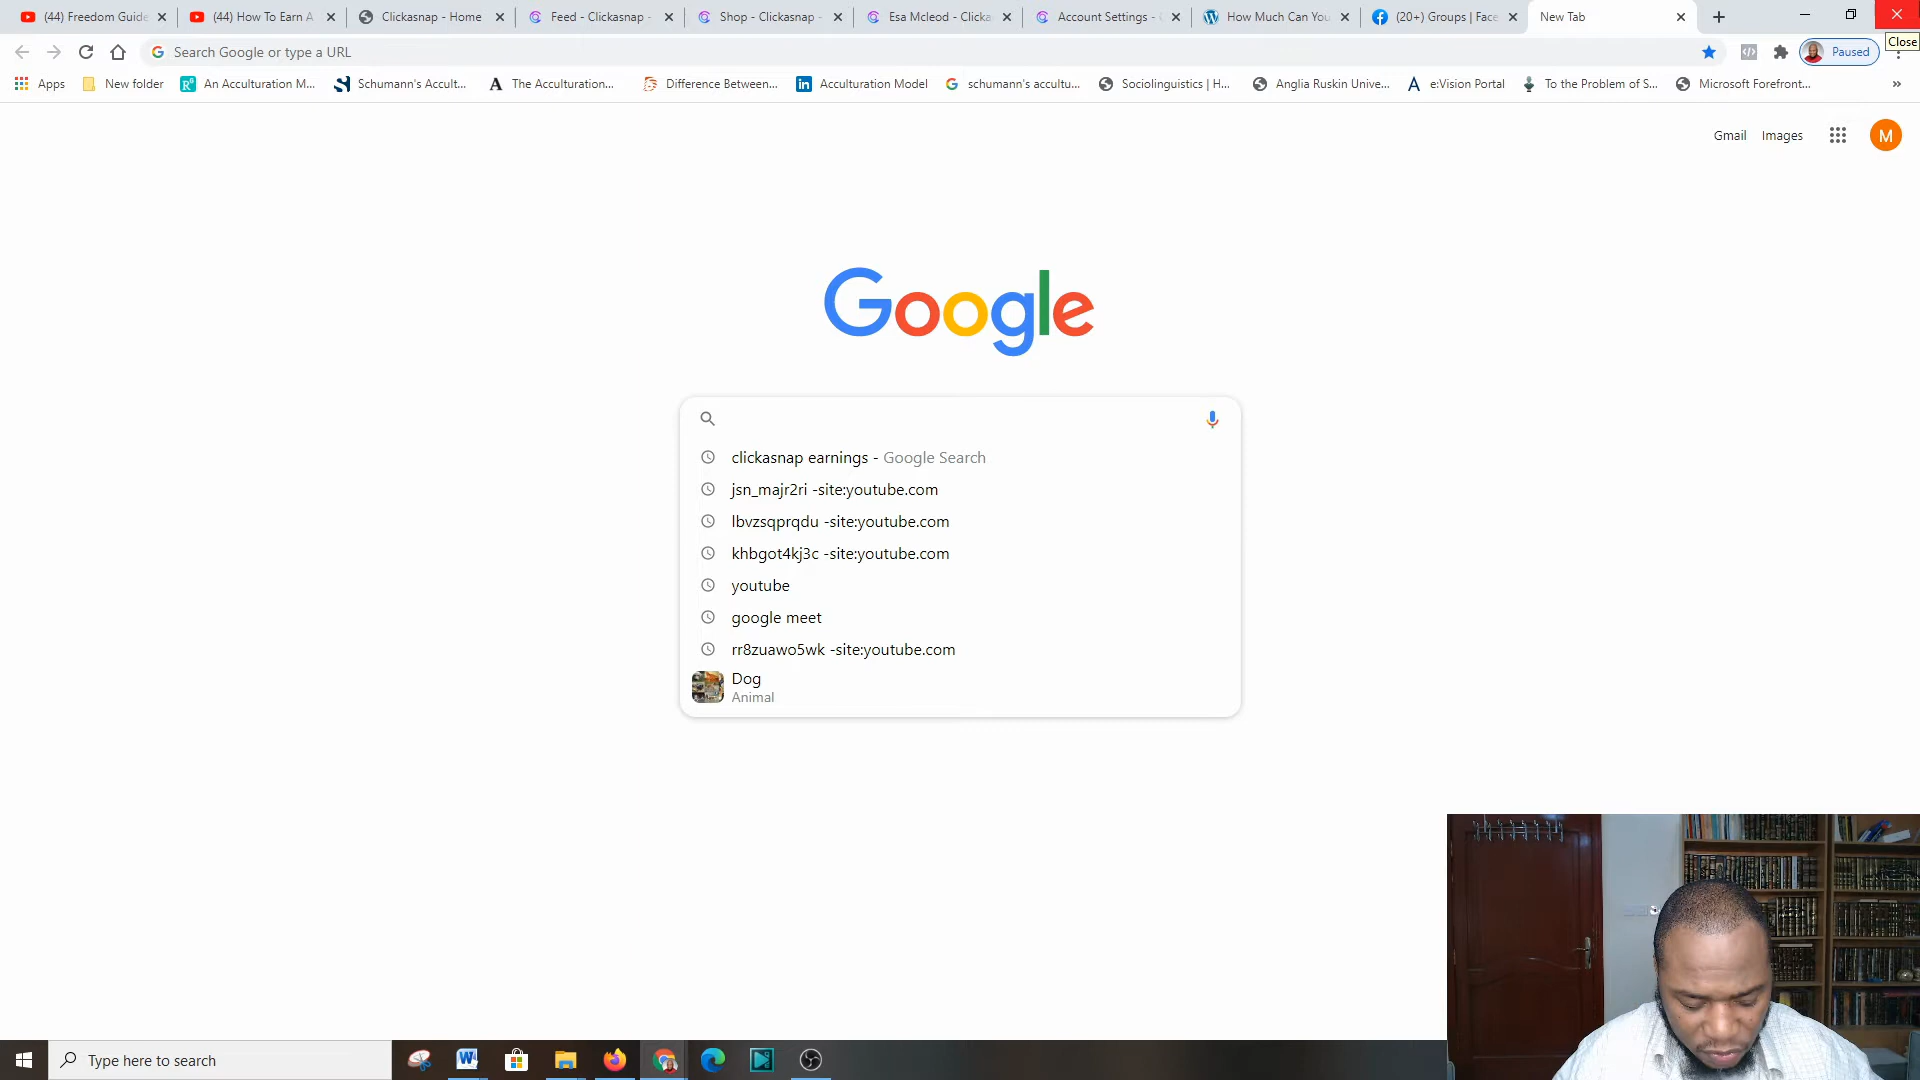 (44) Freedom Guide
(44) How To Earn A
Clickasnap - Home
Feed - Clickasnap -
Shop - Clickasnap -
Esa Mcleod - Clicka
Account Settings -
How Much Can You
(20+) Groups | Face
New Tab
Search Google or type a URL
Paused
Close
Apps
New folder
An Acculturation M...
Schumann's Accult...
The Acculturation...
Difference Between...
Acculturation Model
schumann's accultu...
Sociolinguistics | H...
Anglia Ruskin Unive...
e:Vision Portal
To the Problem of S...
Microsoft Forefront...
»
Gmail
Images
M
Google
clickasnap earnings - Google Search
jsn_majr2ri -site:youtube.com
lbvzsqprqdu -site:youtube.com
khbgot4kj3c -site:youtube.com
youtube
google meet
rr8zuawo5wk -site:youtube.com
Dog
Animal
Type here to search